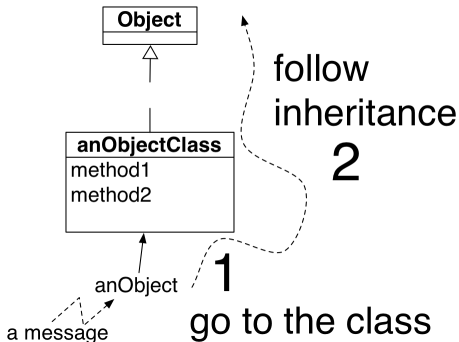 Object
follow
inheritance
2
anObjectClass
method1
method2
1
anObject
go to the class
a message